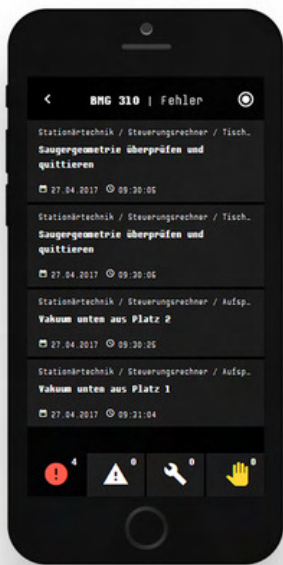 BMG 310 | Fehler
Stationärtechnik / Steuerungsrechner / Tisch…
Saugergeometrie überprüfen und
quittieren
27.04.2017 09:30:05
Stationärtechnik / Steuerungsrechner / Tisch…
Saugergeometrie überprüfen und
quittieren
27.04.2017 09:30:06
Stationärtechnik / Steuerungsrechner / Aufsp…
Vakuum unten aus Platz 2
27.04.2017 09:30:25
Stationärtechnik / Steuerungsrechner / Aufsp…
Vakuum unten aus Platz 1
27.04.2017 09:31:04
4 0 0 0